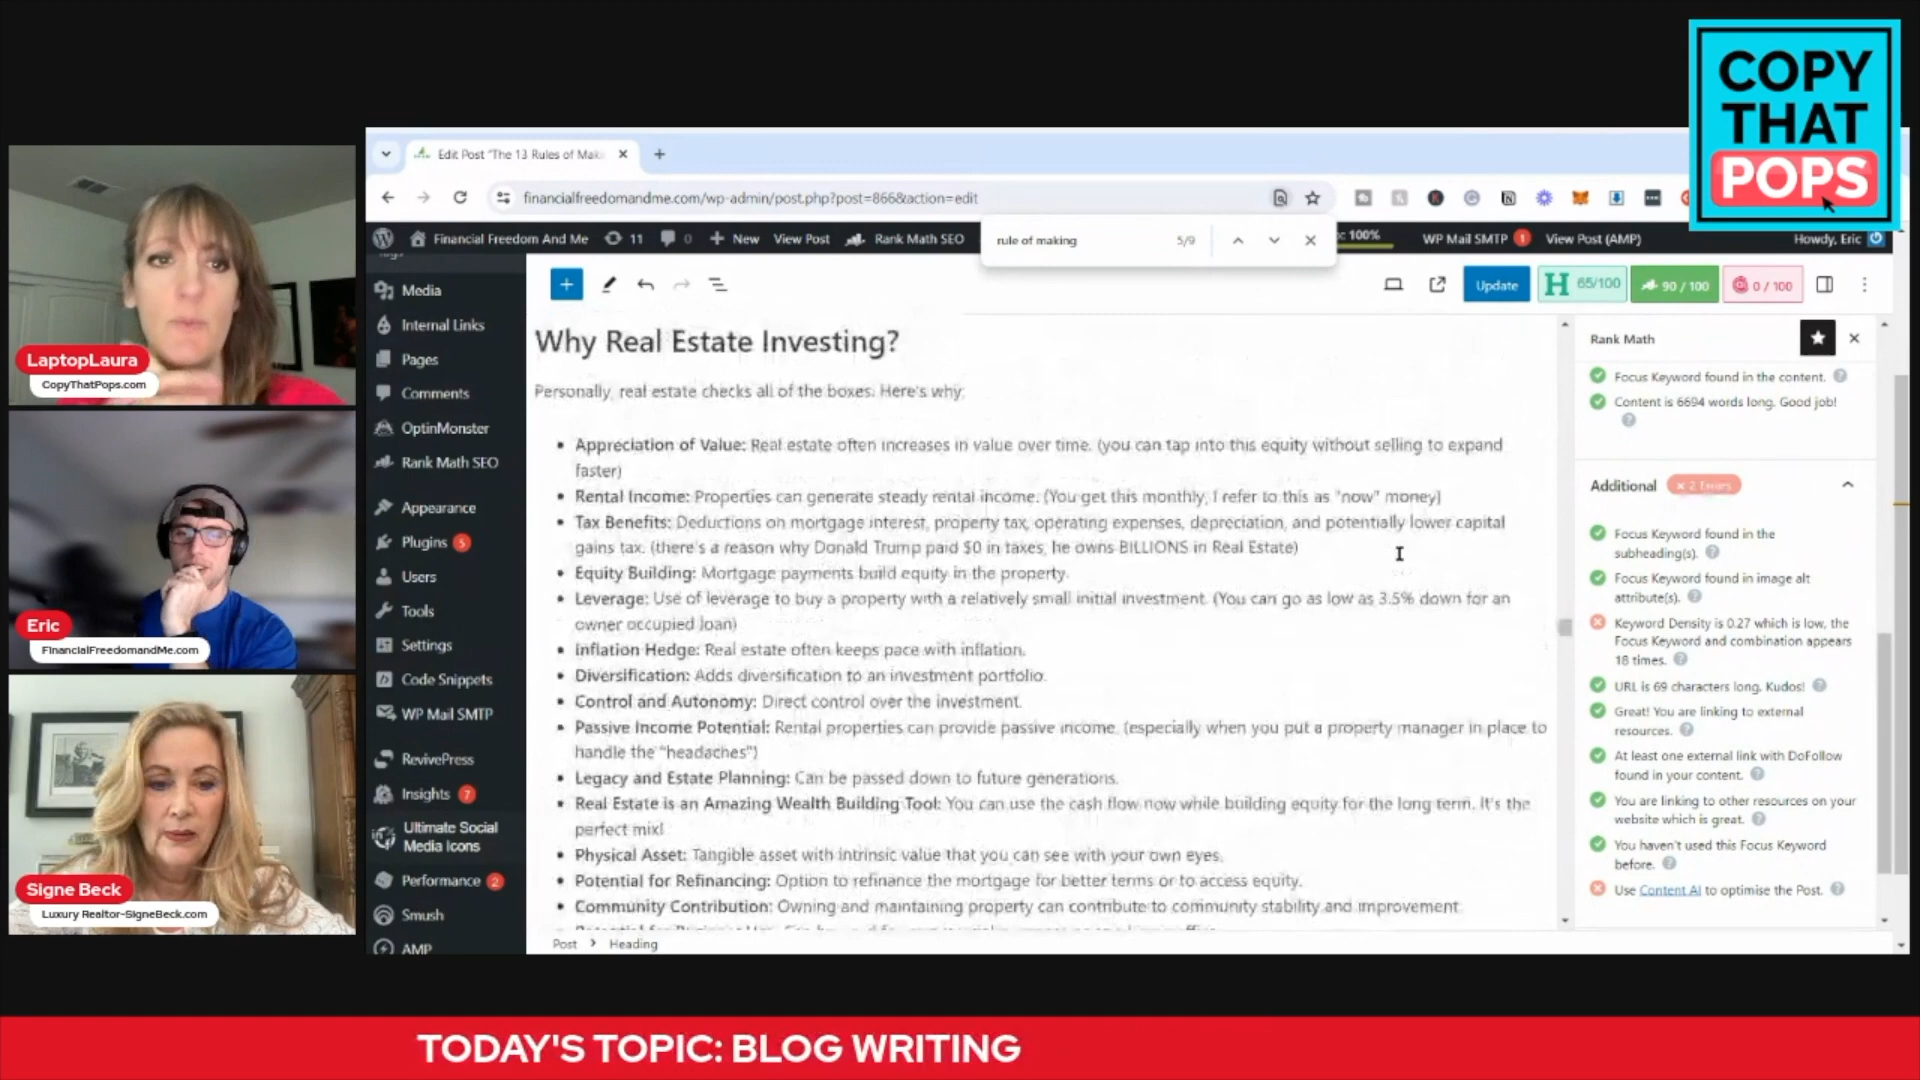 COPY
THAT
POPS
LaptopLaura
CopyThatPops.com
Eric
FinancialFreedomandMe.com
Signe Beck
Luxury Realtor-SigneBeck.com
Edit Post "The 13 Rules of Mak
financialfreedomandme.com/wp-admin/post.php?post=866&action=edit
Financial Freedom And Me 11 0 New View Post Rank Math SEO
rule of making 5/9
100% WP Mail SMTP 1 View Post (AMP) Howdy, Eric
Media
Internal Links
Pages
Comments
OptinMonster
Rank Math SEO
Appearance
Plugins 5
Users
Tools
Settings
Code Snippets
WP Mail SMTP
RevivePress
Insights 7
Ultimate Social
Media Icons
Performance 2
Smush
AMP
Update H 65/100 90 / 100 0 / 100
Why Real Estate Investing?
Personally, real estate checks all of the boxes. Here's why:
• Appreciation of Value: Real estate often increases in value over time. (you can tap into this equity without selling to expand
faster)
• Rental Income: Properties can generate steady rental income. (You get this monthly, I refer to this as "now" money)
• Tax Benefits: Deductions on mortgage interest, property tax, operating expenses, depreciation, and potentially lower capital
gains tax. (there's a reason why Donald Trump paid $0 in taxes, he owns BILLIONS in Real Estate)
• Equity Building: Mortgage payments build equity in the property.
• Leverage: Use of leverage to buy a property with a relatively small initial investment. (You can go as low as 3.5% down for an
owner occupied loan)
• Inflation Hedge: Real estate often keeps pace with inflation.
• Diversification: Adds diversification to an investment portfolio.
• Control and Autonomy: Direct control over the investment.
• Passive Income Potential: Rental properties can provide passive income. (especially when you put a property manager in place to
handle the "headaches")
• Legacy and Estate Planning: Can be passed down to future generations.
• Real Estate is an Amazing Wealth Building Tool: You can use the cash flow now while building equity for the long term. It's the
perfect mix!
• Physical Asset: Tangible asset with intrinsic value that you can see with your own eyes.
• Potential for Refinancing: Option to refinance the mortgage for better terms or to access equity.
• Community Contribution: Owning and maintaining property can contribute to community stability and improvement
Post > Heading
Rank Math
Focus Keyword found in the content.
Content is 6694 words long. Good job!
Additional × 2 Errors
Focus Keyword found in the
subheading(s).
Focus Keyword found in image alt
attribute(s).
Keyword Density is 0.27 which is low, the
Focus Keyword and combination appears
18 times.
URL is 69 characters long. Kudos!
Great! You are linking to external
resources.
At least one external link with DoFollow
found in your content.
You are linking to other resources on your
website which is great.
You haven't used this Focus Keyword
before.
Use Content AI to optimise the Post.
TODAY'S TOPIC: BLOG WRITING